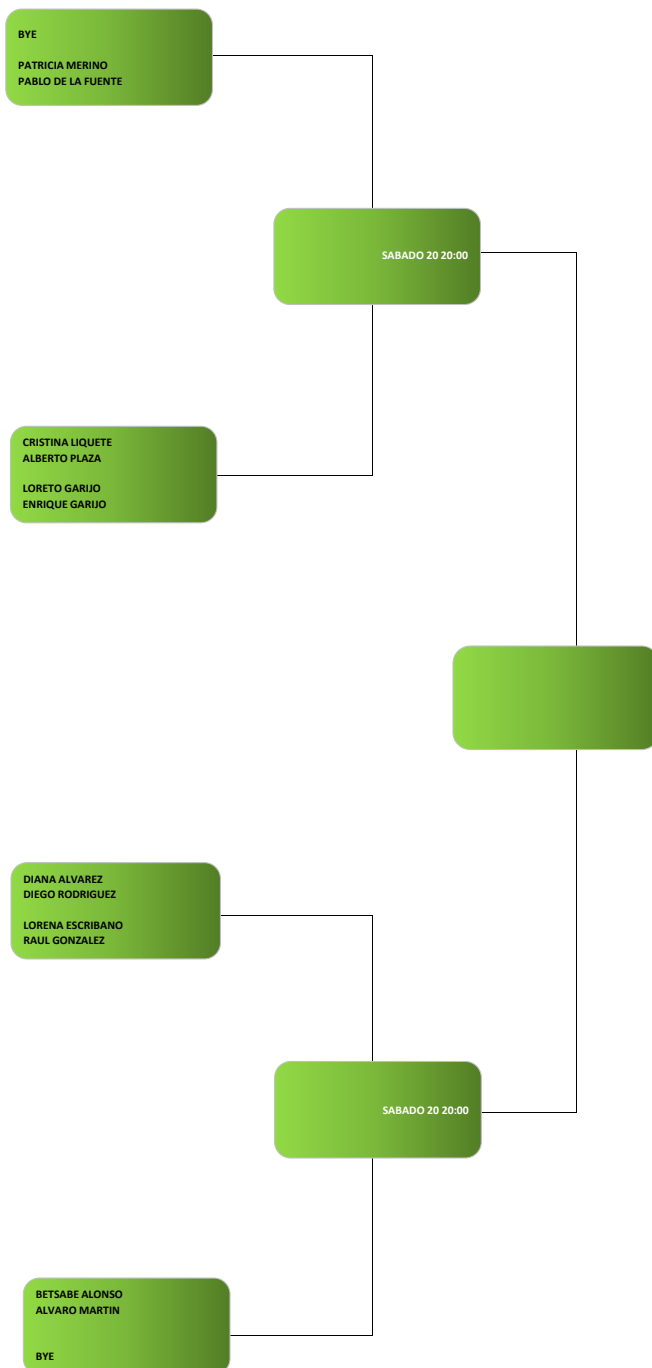 BYE
PATRICIA MERINO
PABLO DE LA FUENTE
SABADO 20 20:00
CRISTINA LIQUETE
ALBERTO PLAZA
LORETO GARIJO
ENRIQUE GARIJO
DIANA ALVAREZ
DIEGO RODRIGUEZ
LORENA ESCRIBANO
RAUL GONZALEZ
SABADO 20 20:00
BETSABE ALONSO
ALVARO MARTIN
BYE